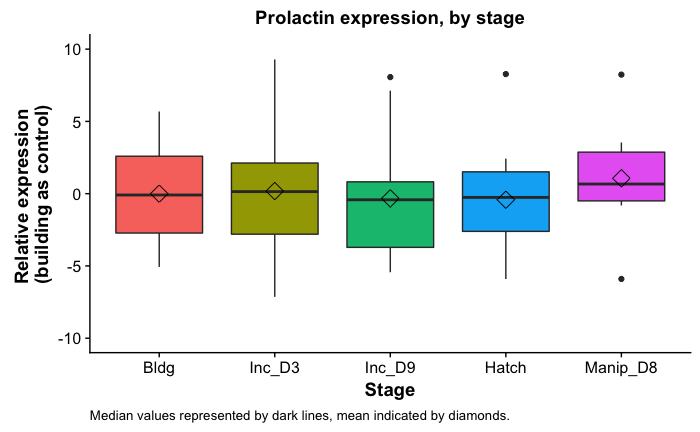 Prolactin expression, by stage
Relative expression
(building as control)
10
5
0
-5
-10
Bldg Inc_D3 Inc_D9 Hatch Manip_D8
Stage
Median values represented by dark lines, mean indicated by diamonds.